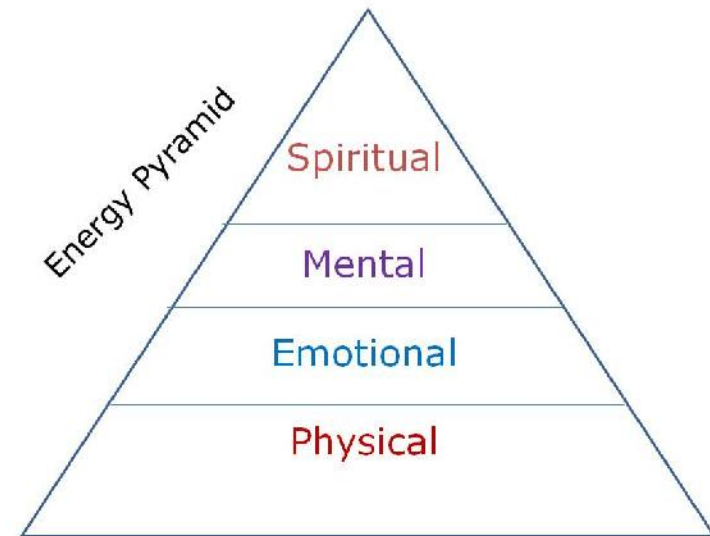 Energy Pyramid
Spiritual
Mental
Emotional
Physical